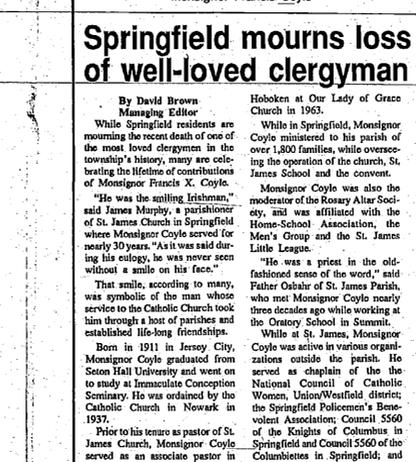 Springfield mourns loss
of well-loved clergyman
By David Brown
Managing Editor
While Springfield residents are
mourning the recent death of one of
the most loved clergymen in the
township's history, many are cele-
brating the lifetime of contributions
of Monsignor Francis X. Coyle.
"He was the smiling Irishman,"
said James Murphy, a parishioner
of St. James Church in Springfield
where Monsignor Coyle served for
nearly 30 years. "As it was said dur-
ing his eulogy, he was never seen
without a smile on his face."
That smile, according to many,
was symbolic of the man whose
service to the Catholic Church took
him through a host of parishes and
established life-long friendships.
Born in 1911 in Jersey City,
Monsignor Coyle graduated from
Seton Hall University and went on
to study at Immaculate Conception
Seminary. He was ordained by the
Catholic Church in Newark in
1937.
Prior to his tenure as pastor of St.
James Church, Monsignor Coyle
served as an associate pastor in
Hoboken at Our Lady of Grace
Church in 1963.
While in Springfield, Monsignor
Coyle ministered to his parish of
over 1,800 families, while oversee-
ing the operation of the church, St.
James School and the convent.
Monsignor Coyle was also the
moderator of the Rosary Altar Soci-
ety, and was affiliated with the
Home-School Association, the
Men's Group and the St. James
Little League.
"He was a priest in the old-
fashioned sense of the word," said
Father Osbahr of St. James Parish,
who met Monsignor Coyle nearly
three decades ago while working at
the Oratory School in Summit.
While at St. James, Monsignor
Coyle was active in various organi-
zations outside the parish. He
served as chaplain of the the
National Council of Catholic
Women, Union/Westfield district;
the Springfield Policemen's Bene-
volent Association; Council 5560
of the Knights of Columbus in
Springfield and Council 5560 of the
Columbiettes in Springfield; and